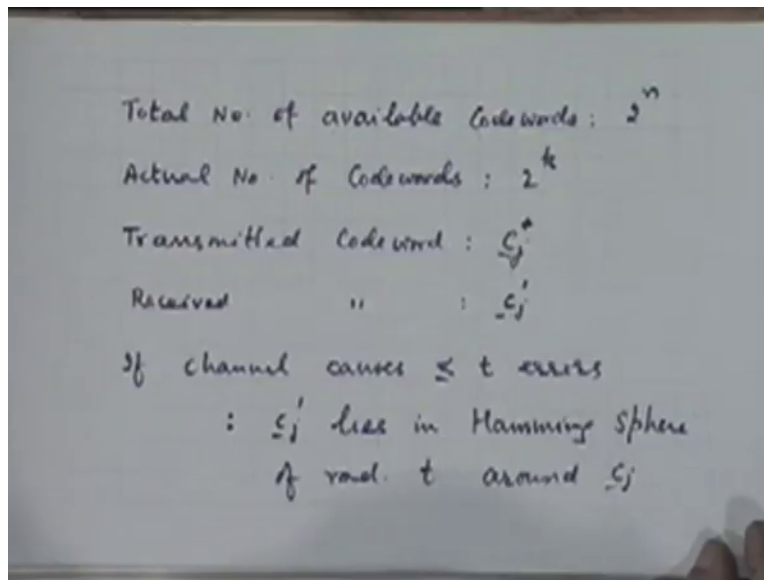 Total No. of available Codewords : 2^n
Actual No. of Codewords : 2^k
Transmitted Codeword : c_j
Received " : c_j'
If channel causes ≤ t errors
: c_j' lies in Hamming Sphere
of rad. t around c_j